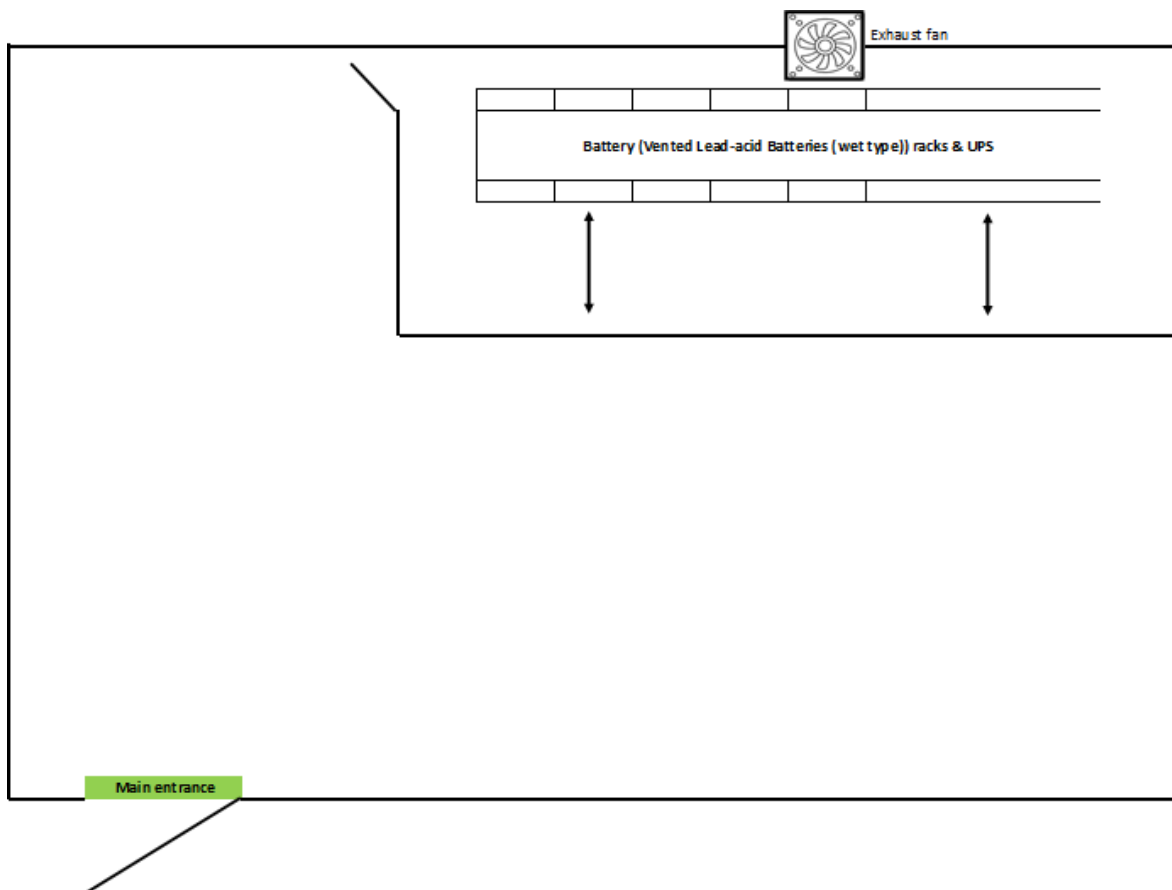 Exhaust fan
Battery (Vented Lead-acid Batteries (wet type)) racks & UPS
Main entrance